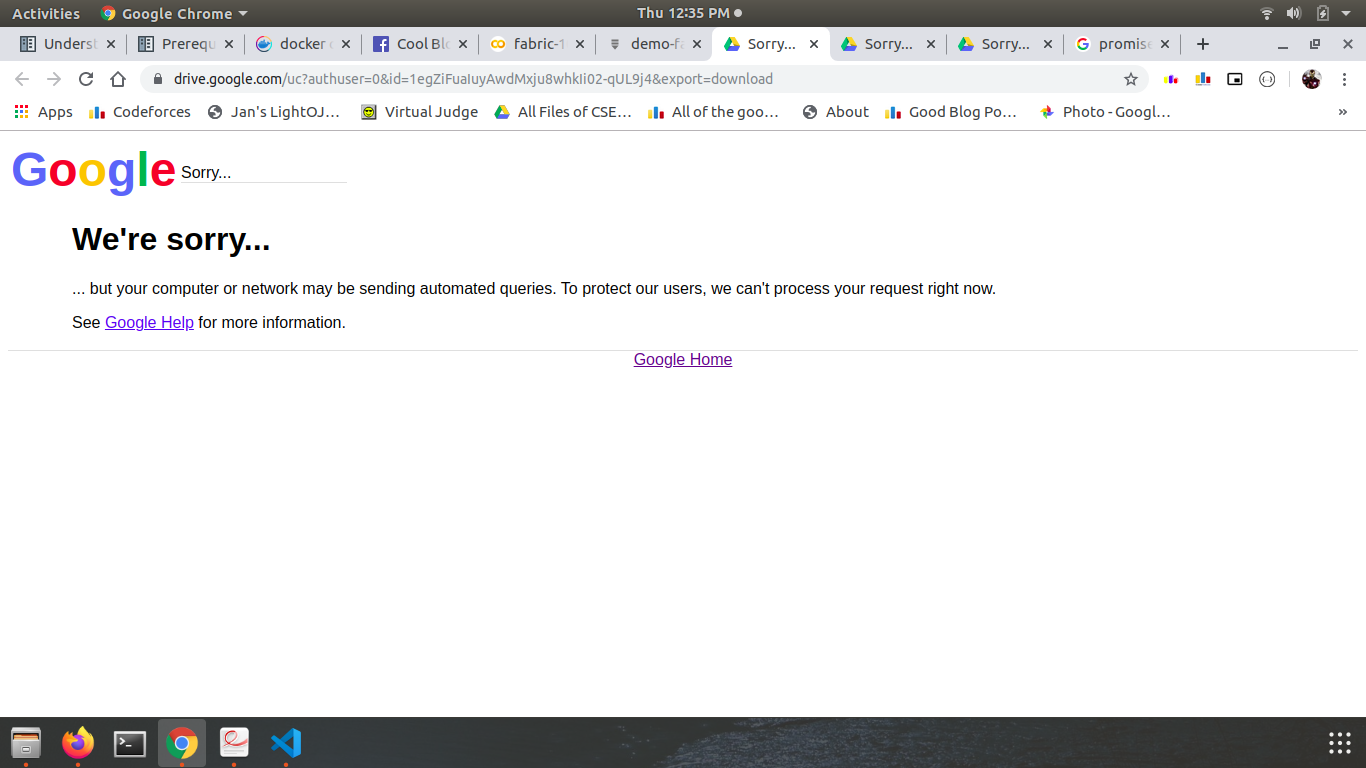 Activities Google Chrome Thu 12:35 PM
Underst Prerequ docker c Cool Blo fabric-1 demo-fa Sorry... Sorry... Sorry... promise
drive.google.com/uc?authuser=0&id=1egZiFuaIuyAwdMxju8whkIi02-qUL9j4&export=download
Apps Codeforces Jan's LightOJ... Virtual Judge All Files of CSE... All of the goo... About Good Blog Po... Photo - Googl... »
Google Sorry...
We're sorry...
... but your computer or network may be sending automated queries. To protect our users, we can't process your request right now.
See Google Help for more information.
Google Home